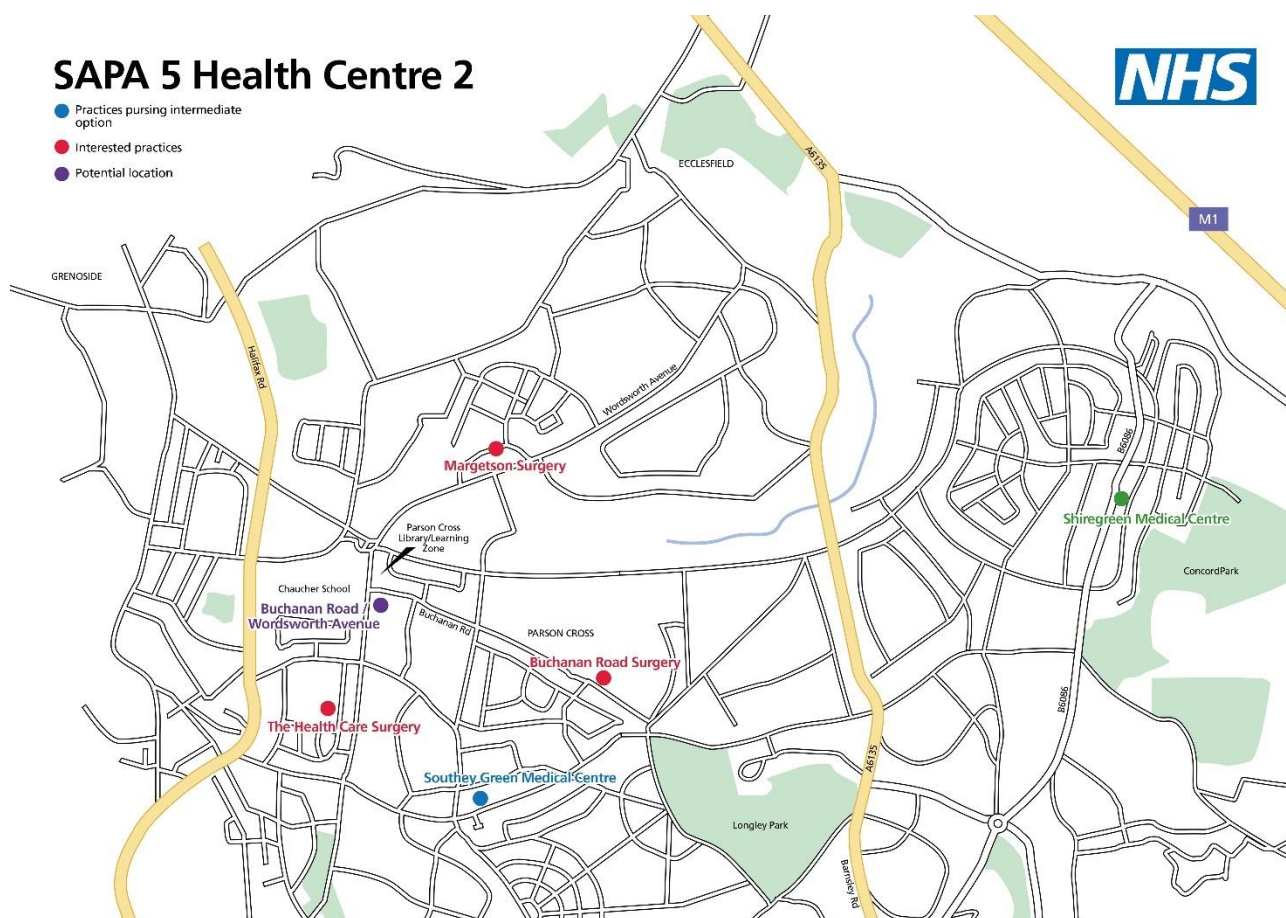 SAPA 5 Health Centre 2
NHS
Practices pursing intermediate
option
Interested practices
Potential location
ECCLESFIELD
A6135
M1
GRENOSIDE
Halifax Rd
Wordsworth Avenue
Margetson Surgery
B6086
Shiregreen Medical Centre
Parson Cross
Library/Learning
Zone
ConcordPark
Chaucher School
Buchanan Road
Wordsworth Avenue
Buchanan Rd
PARSON CROSS
Buchanan Road Surgery
B6086
The Health Care Surgery
A6135
Southey Green Medical Centre
Longley Park
Barnsley Rd